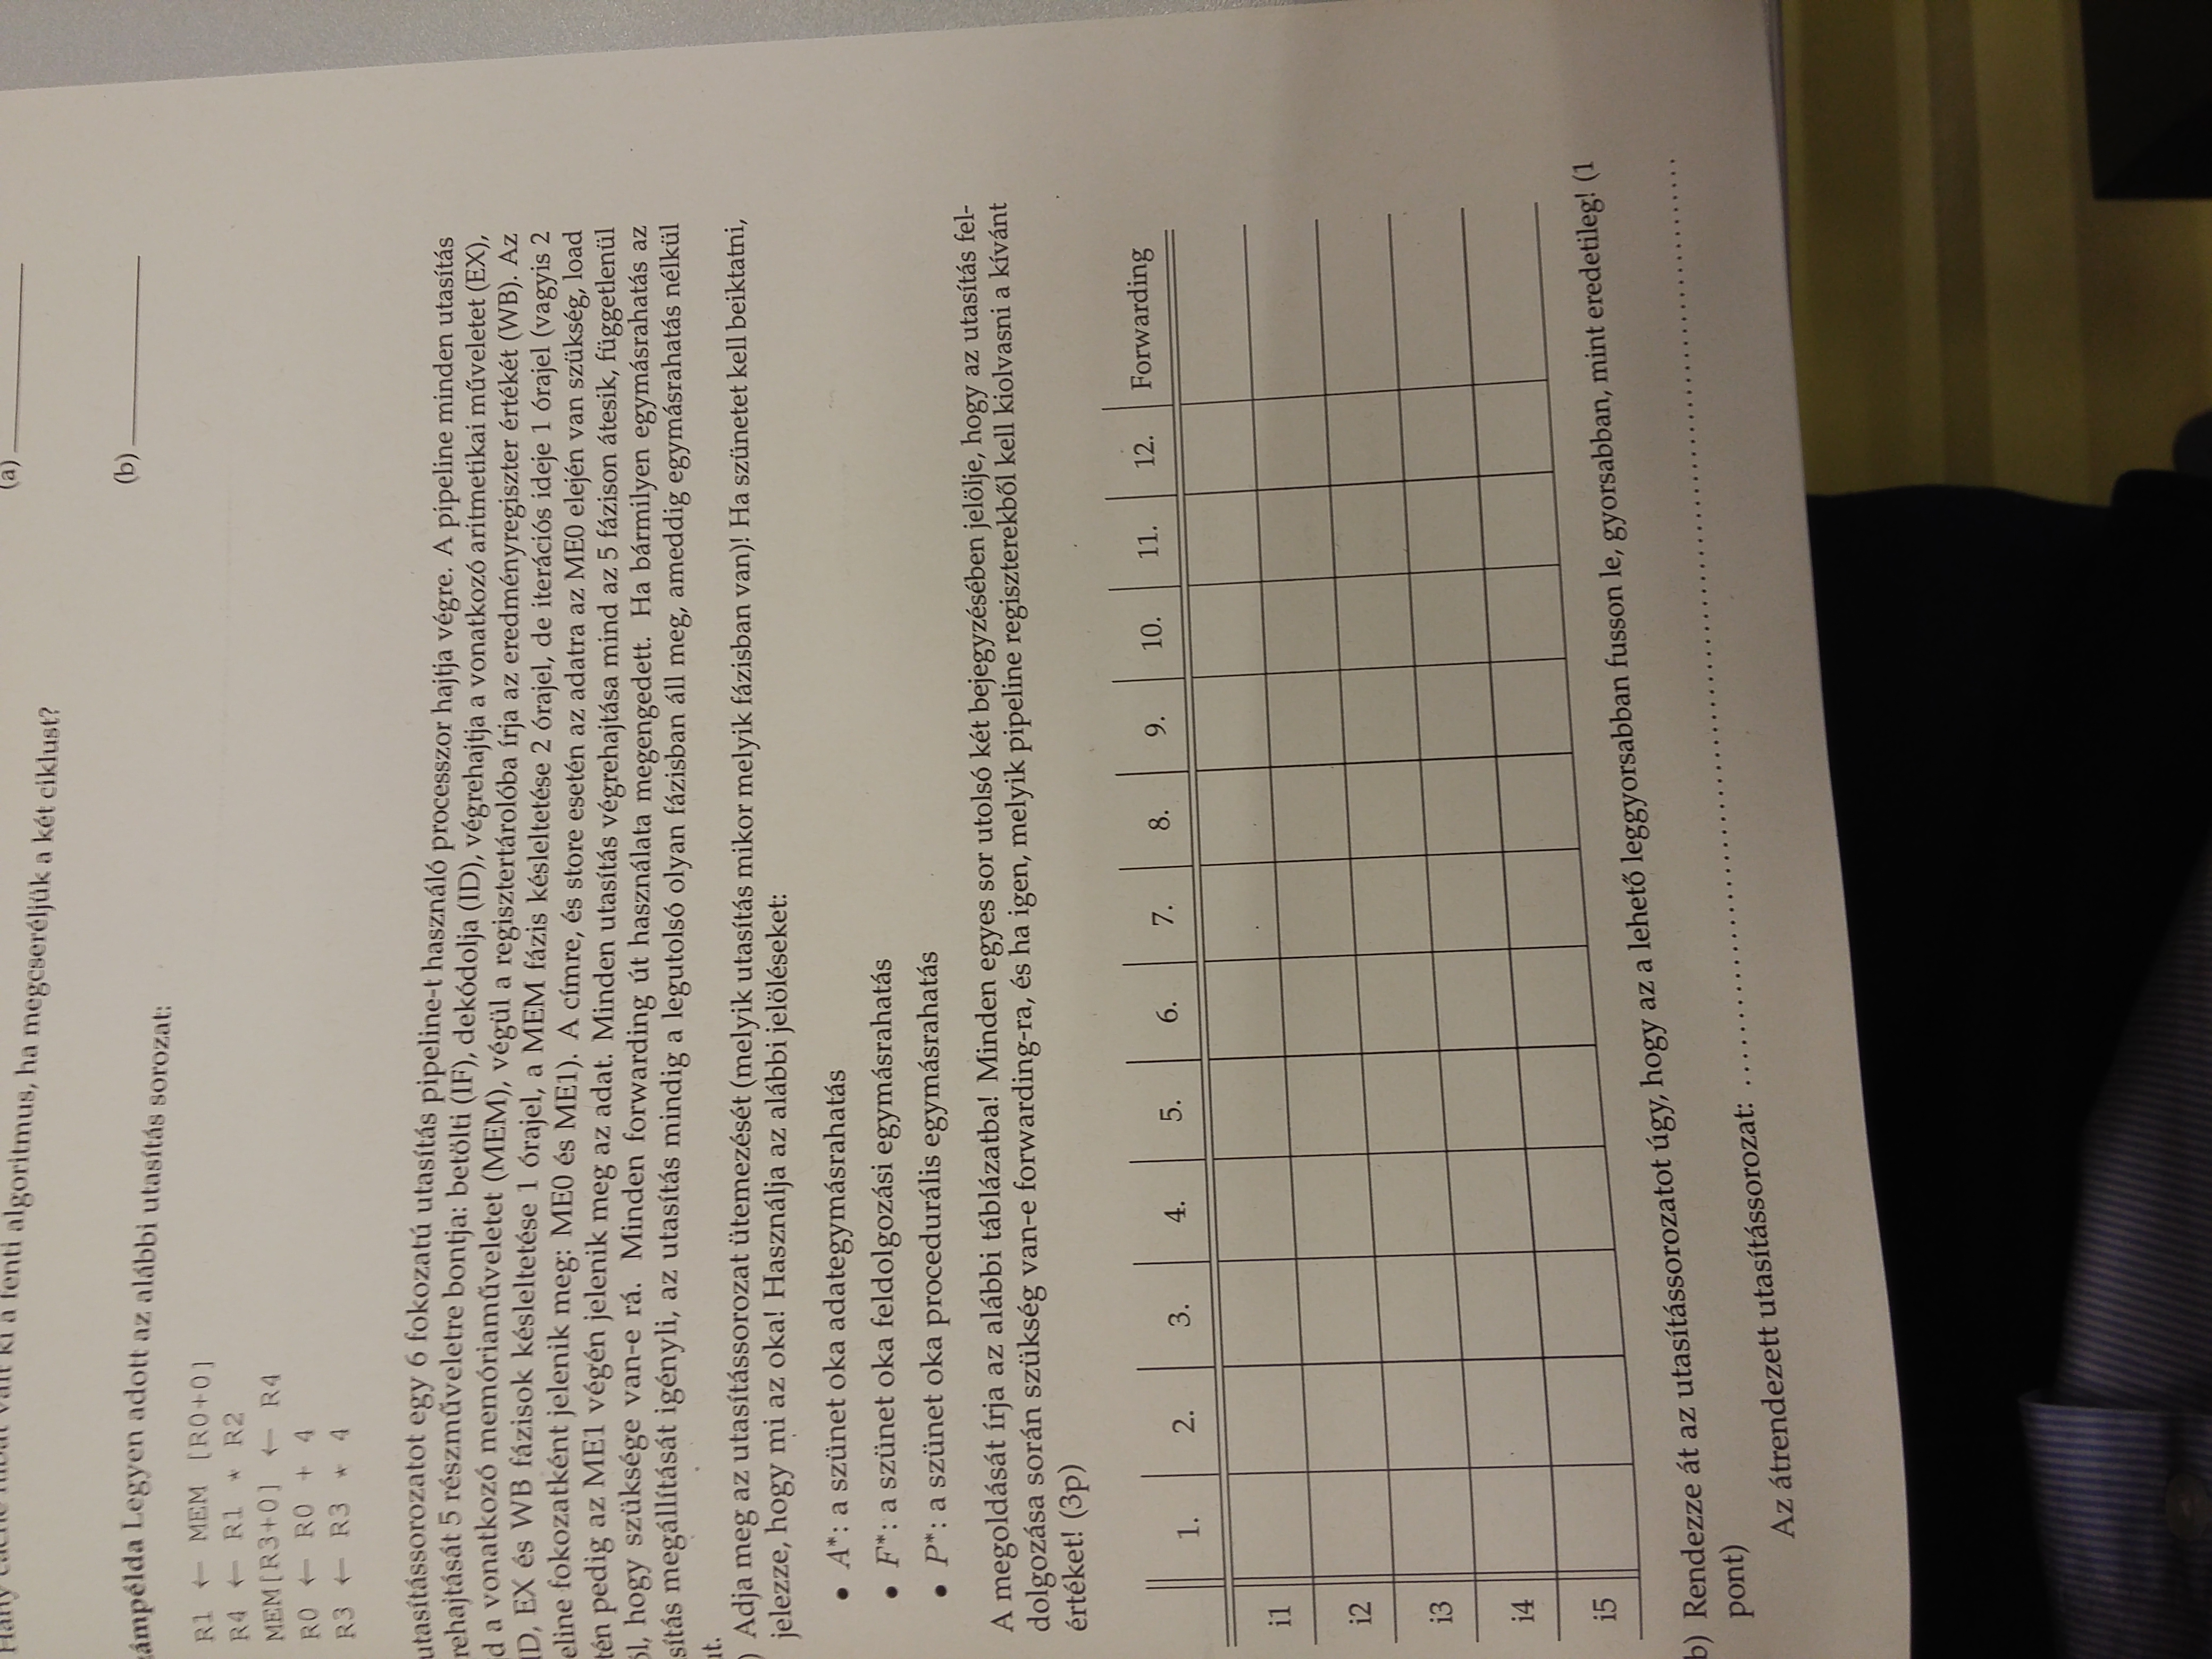 a fenti algoritmus, ha megcseréljük a két ciklust?
(a)
(b)
Legyen adott az alábbi utasítás sorozat:
R1 ← MEM [R0+0]
R4 ← R1 * R2
MEM[R3+0] ← R4
R0 ← R0 + 4
R3 ← R3 * 4
utasítássorozatot egy 6 fokozatú utasítás pipeline-t használó processzor hajtja végre. A pipeline minden utasítás
rehajtását 5 részműveletre bontja: betölti (IF), dekódolja (ID), végrehajtja a vonatkozó aritmetikai műveletet (EX),
d a vonatkozó memóriaműveletet (MEM), végül a regisztertárolóba írja az eredményregiszter értékét (WB). Az
ID, EX és WB fázisok késleltetése 1 órajel, a MEM fázis késleltetése 2 órajel, de iterációs ideje 1 órajel (vagyis 2
eline fokozatként jelenik meg: ME0 és ME1). A címre, és store esetén az adatra az ME0 elején van szükség, load
tén pedig az ME1 végén jelenik meg az adat. Minden utasítás végrehajtása mind az 5 fázison átesik, függetlenül
ól, hogy szüksége van-e rá. Minden forwarding út használata megengedett. Ha bármilyen egymásrahatás az
sítás megállítását igényli, az utasítás mindig a legutolsó olyan fázisban áll meg, ameddig egymásrahatás nélkül
ut.
) Adja meg az utasítássorozat ütemezését (melyik utasítás mikor melyik fázisban van)! Ha szünetet kell beiktatni,
jelezze, hogy mi az oka! Használja az alábbi jelöléseket:
• A*: a szünet oka adategymásrahatás
• F*: a szünet oka feldolgozási egymásrahatás
• P*: a szünet oka procedurális egymásrahatás
A megoldását írja az alábbi táblázatba! Minden egyes sor utolsó két bejegyzésében jelölje, hogy az utasítás fel-
dolgozása során szükség van-e forwarding-ra, és ha igen, melyik pipeline regiszterekből kell kiolvasni a kívánt
értéket! (3p)
1. 2. 3. 4. 5. 6. 7. 8. 9. 10. 11. 12. Forwarding
i1
i2
i3
i4
i5
b) Rendezze át az utasítássorozatot úgy, hogy az a lehető leggyorsabban fusson le, gyorsabban, mint eredetileg! (1
pont)
Az átrendezett utasítássorozat: